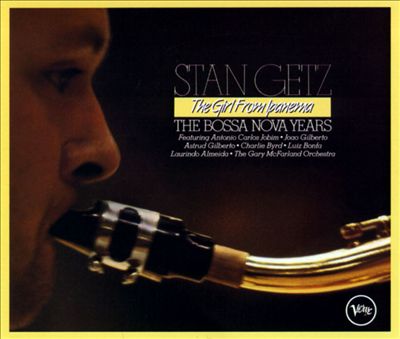 STAN GETZ
The Girl From Ipanema
THE BOSSA NOVA YEARS
Featuring Antonio Carlos Jobim • Joao Gilberto
Astrud Gilberto • Charlie Byrd • Luiz Bonfa
Laurindo Almeida • The Gary McFarland Orchestra
Verve